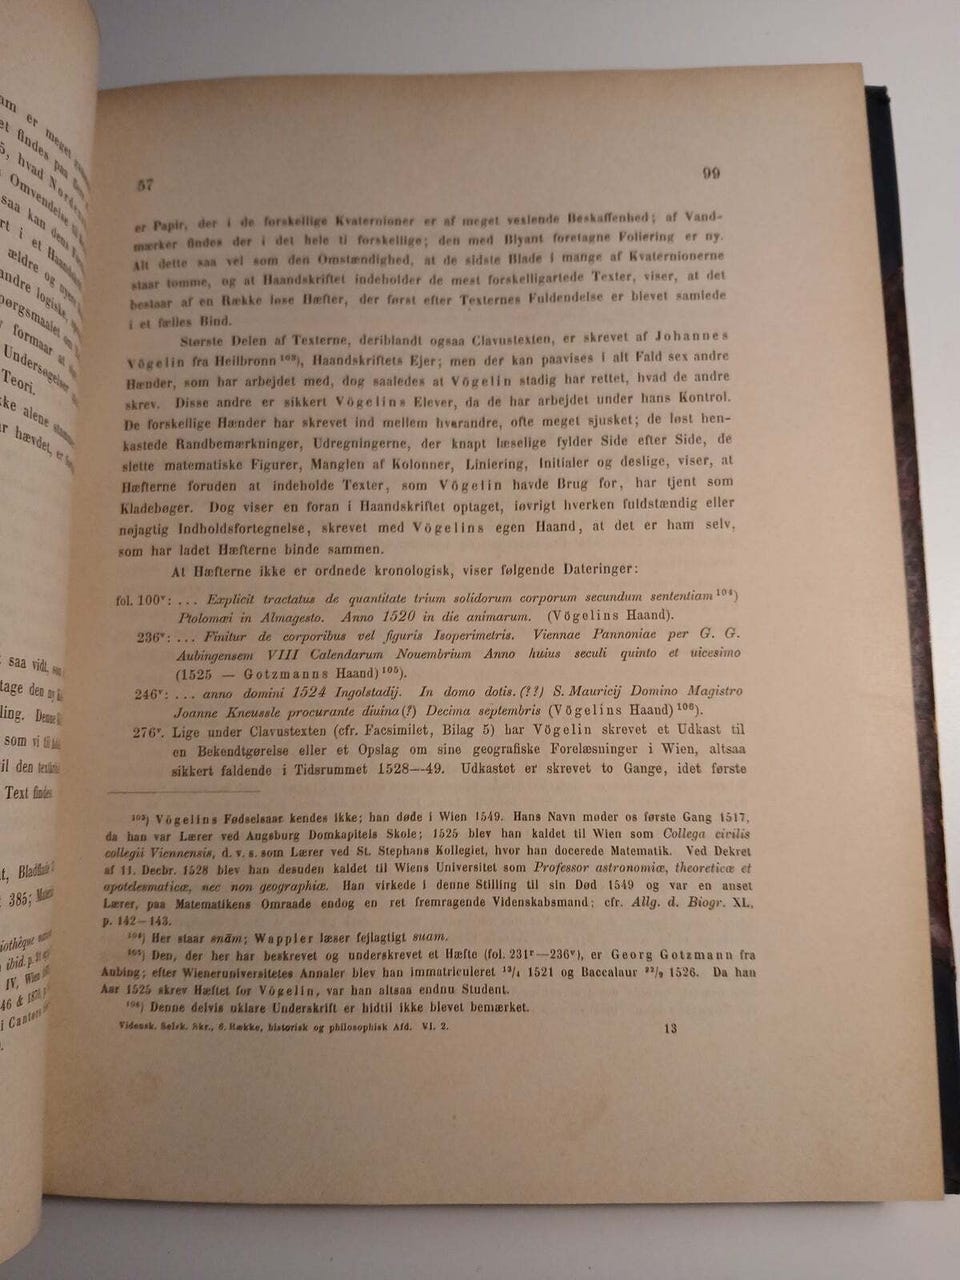 57 99
er Papir, der i de forskellige Kvaternioner er af meget vexlende Beskaffenhed; af Vand-
mærker findes der i det hele ti forskellige; den med Blyant foretagne Foliering er ny.
Alt dette saa vel som den Omstændighed, at de sidste Blade i mange af Kvaternionerne
staar tomme, og at Haandskriftet indeholder de mest forskelligartede Texter, viser, at det
bestaar af en Række løse Hæfter, der først efter Texternes Fuldendelse er blevet samlede
i et fælles Bind.
Største Delen af Texterne, deriblandt ogsaa Clavustexten, er skrevet af Johannes
Vögelin fra Heilbronn ¹⁰³), Haandskriftets Ejer; men der kan paavises i alt Fald sex andre
Hænder, som har arbejdet med, dog saaledes at Vögelin stadig har rettet, hvad de andre
skrev. Disse andre er sikkert Vögelins Elever, da de har arbejdet under hans Kontrol.
De forskellige Hænder har skrevet ind mellem hverandre, ofte meget sjusket; de løst hen-
kastede Randbemærkninger, Udregningerne, der knapt læselige fylder Side efter Side, de
slette matematiske Figurer, Manglen af Kolonner, Liniering, Initialer og deslige, viser, at
Hæfterne foruden at indeholde Texter, som Vögelin havde Brug for, har tjent som
Kladebøger. Dog viser en foran i Haandskriftet optaget, iøvrigt hverken fuldstændig eller
nøjagtig Indholdsfortegnelse, skrevet med Vögelins egen Haand, at det er ham selv,
som har ladet Hæfterne binde sammen.
At Hæfterne ikke er ordnede kronologisk, viser følgende Dateringer:
fol. 100ᵛ: ... Explicit tractatus de quantitate trium solidorum corporum secundum sententiam ¹⁰⁴)
Ptolomæi in Almagesto. Anno 1520 in die animarum. (Vögelins Haand).
236ᵛ: ... Finitur de corporibus vel figuris Isoperimetris. Viennae Pannoniae per G. G.
Aubingensem VIII Calendarum Nouembrium Anno huius seculi quinto et uicesimo
(1525 — Gotzmanns Haand) ¹⁰⁵).
246ᵛ: ... anno domini 1524 Ingolstadij. In domo dotis. (??) S. Mauricij Domino Magistro
Joanne Kneussle procurante diuina(?) Decima septembris (Vögelins Haand) ¹⁰⁶).
276ᵛ. Lige under Clavustexten (cfr. Facsimilet, Bilag 5) har Vögelin skrevet et Udkast til
en Bekendtgørelse eller et Opslag om sine geografiske Forelæsninger i Wien, altsaa
sikkert faldende i Tidsrummet 1528—49. Udkastet er skrevet to Gange, idet første
¹⁰³) Vögelins Fødselsaar kendes ikke; han døde i Wien 1549. Hans Navn møder os første Gang 1517,
da han var Lærer ved Augsburg Domkapitels Skole; 1525 blev han kaldet til Wien som Collega civilis
collegii Viennensis, d. v. s. som Lærer ved St. Stephans Kollegiet, hvor han docerede Matematik. Ved Dekret
af 11. Decbr. 1528 blev han desuden kaldet til Wiens Universitet som Professor astronomiæ, theoreticæ et
apotelesmaticæ, nec non geographiæ. Han virkede i denne Stilling til sin Død 1549 og var en anset
Lærer, paa Matematikens Omraade endog en ret fremragende Videnskabsmand; cfr. Allg. d. Biogr. XL,
p. 142—143.
¹⁰⁴) Her staar snãm; Wappler læser fejlagtigt suam.
¹⁰⁵) Den, der her har beskrevet og underskrevet et Hæfte (fol. 231ʳ—236ᵛ), er Georg Gotzmann fra
Aubing; efter Wieneruniversitetes Annaler blev han immatriculeret ¹³/₄ 1521 og Baccalaur ²²/₉ 1526. Da han
Aar 1525 skrev Hæftet for Vögelin, var han altsaa endnu Student.
¹⁰⁶) Denne delvis uklare Underskrift er hidtil ikke blevet bemærket.
Vidensk. Selsk. Skr., 6. Række, historisk og philosophisk Afd. VI. 2. 13